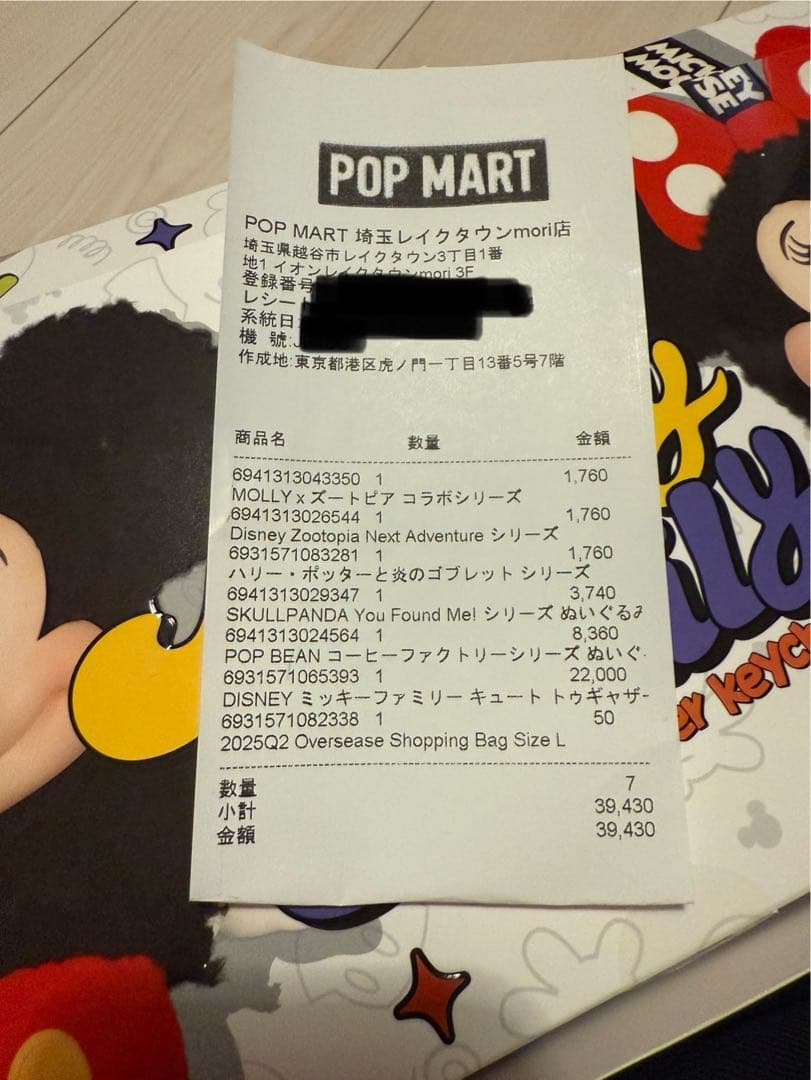 MICKEY
MOUSE
POP MART
POP MART 埼玉レイクタウンmori店
埼玉県越谷市レイクタウン3丁目1番
地1 イオンレイクタウンmori 3F
登録番号
レシート
系統日:
機 號:J
作成地:東京都港区虎ノ門一丁目13番5号7階
商品名 數量 金額
6941313043350 1 1,760
MOLLY x ズートピア コラボシリーズ
6941313026544 1 1,760
Disney Zootopia Next Adventure シリーズ
6931571083281 1 1,760
ハリー・ポッターと炎のゴブレット シリーズ
6941313029347 1 3,740
SKULLPANDA You Found Me! シリーズ ぬいぐるみ
6941313024564 1 8,360
POP BEAN コーヒーファクトリーシリーズ ぬいぐ
6931571065393 1 22,000
DISNEY ミッキーファミリー キュート トゥギャザー
6931571082338 1 50
2025Q2 Oversease Shopping Bag Size L
數量 7
小計 39,430
金額 39,430